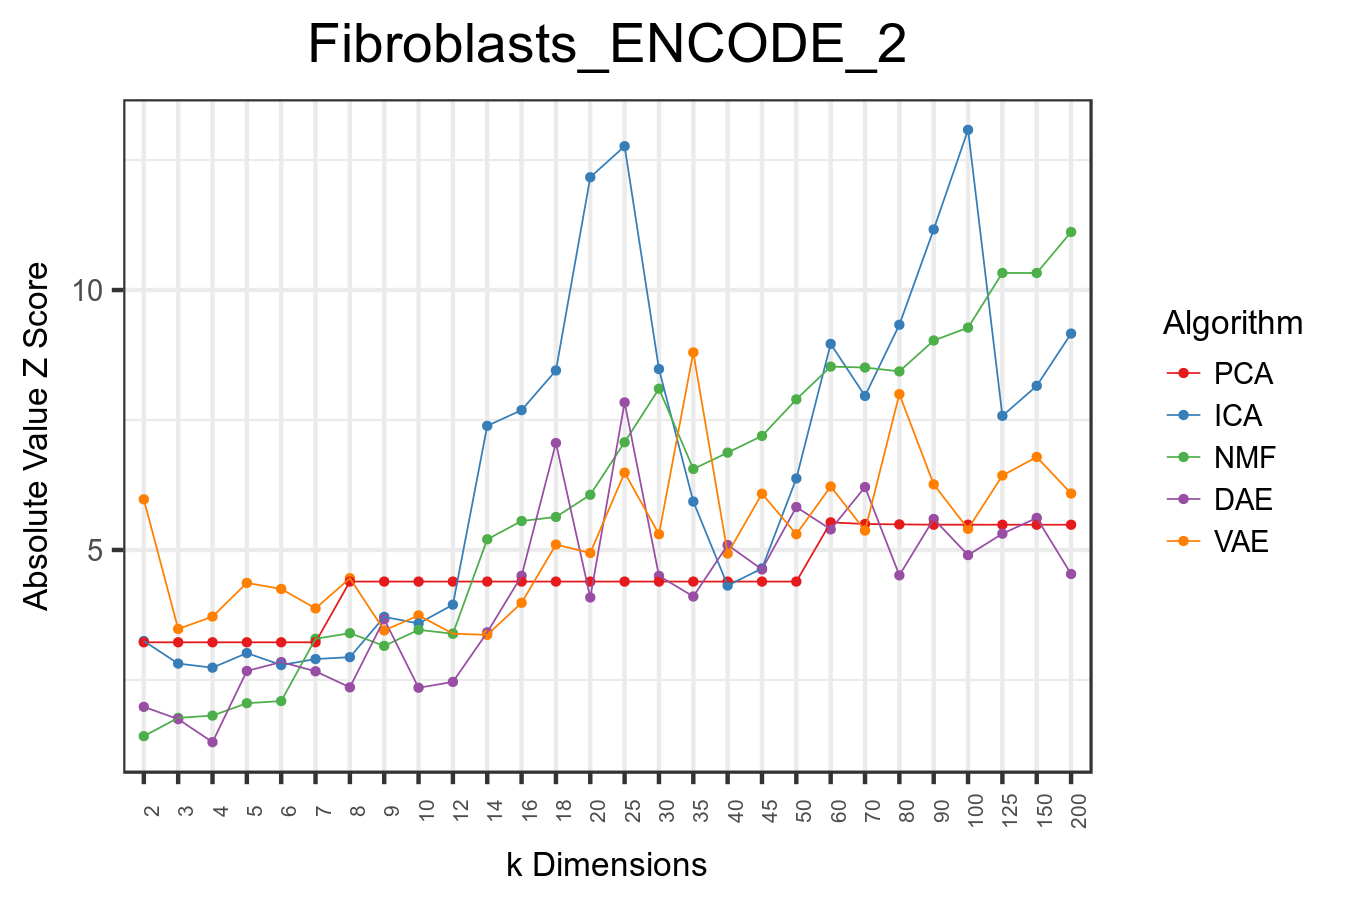 Fibroblasts_ENCODE_2
Absolute Value Z Score
10
5
2 3 4 5 6 7 8 9 10 12 14 16 18 20 25 30 35 40 45 50 60 70 80 90 100 125 150 200
k Dimensions
Algorithm
PCA
ICA
NMF
DAE
VAE